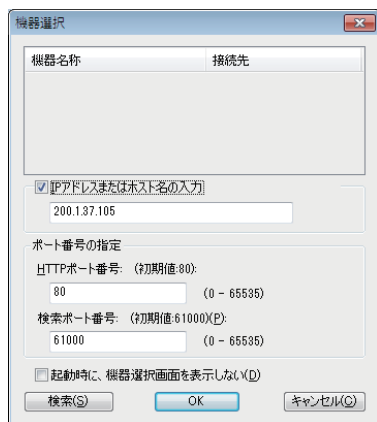 機器選択
機器名称 接続先
IPアドレスまたはホスト名の入力
200.1.37.105
ポート番号の指定
HTTPポート番号: (初期値:80):
80 (0 - 65535)
検索ポート番号: (初期値:61000)(P):
61000 (0 - 65535)
起動時に、機器選択画面を表示しない(D)
検索(S) OK キャンセル(C)